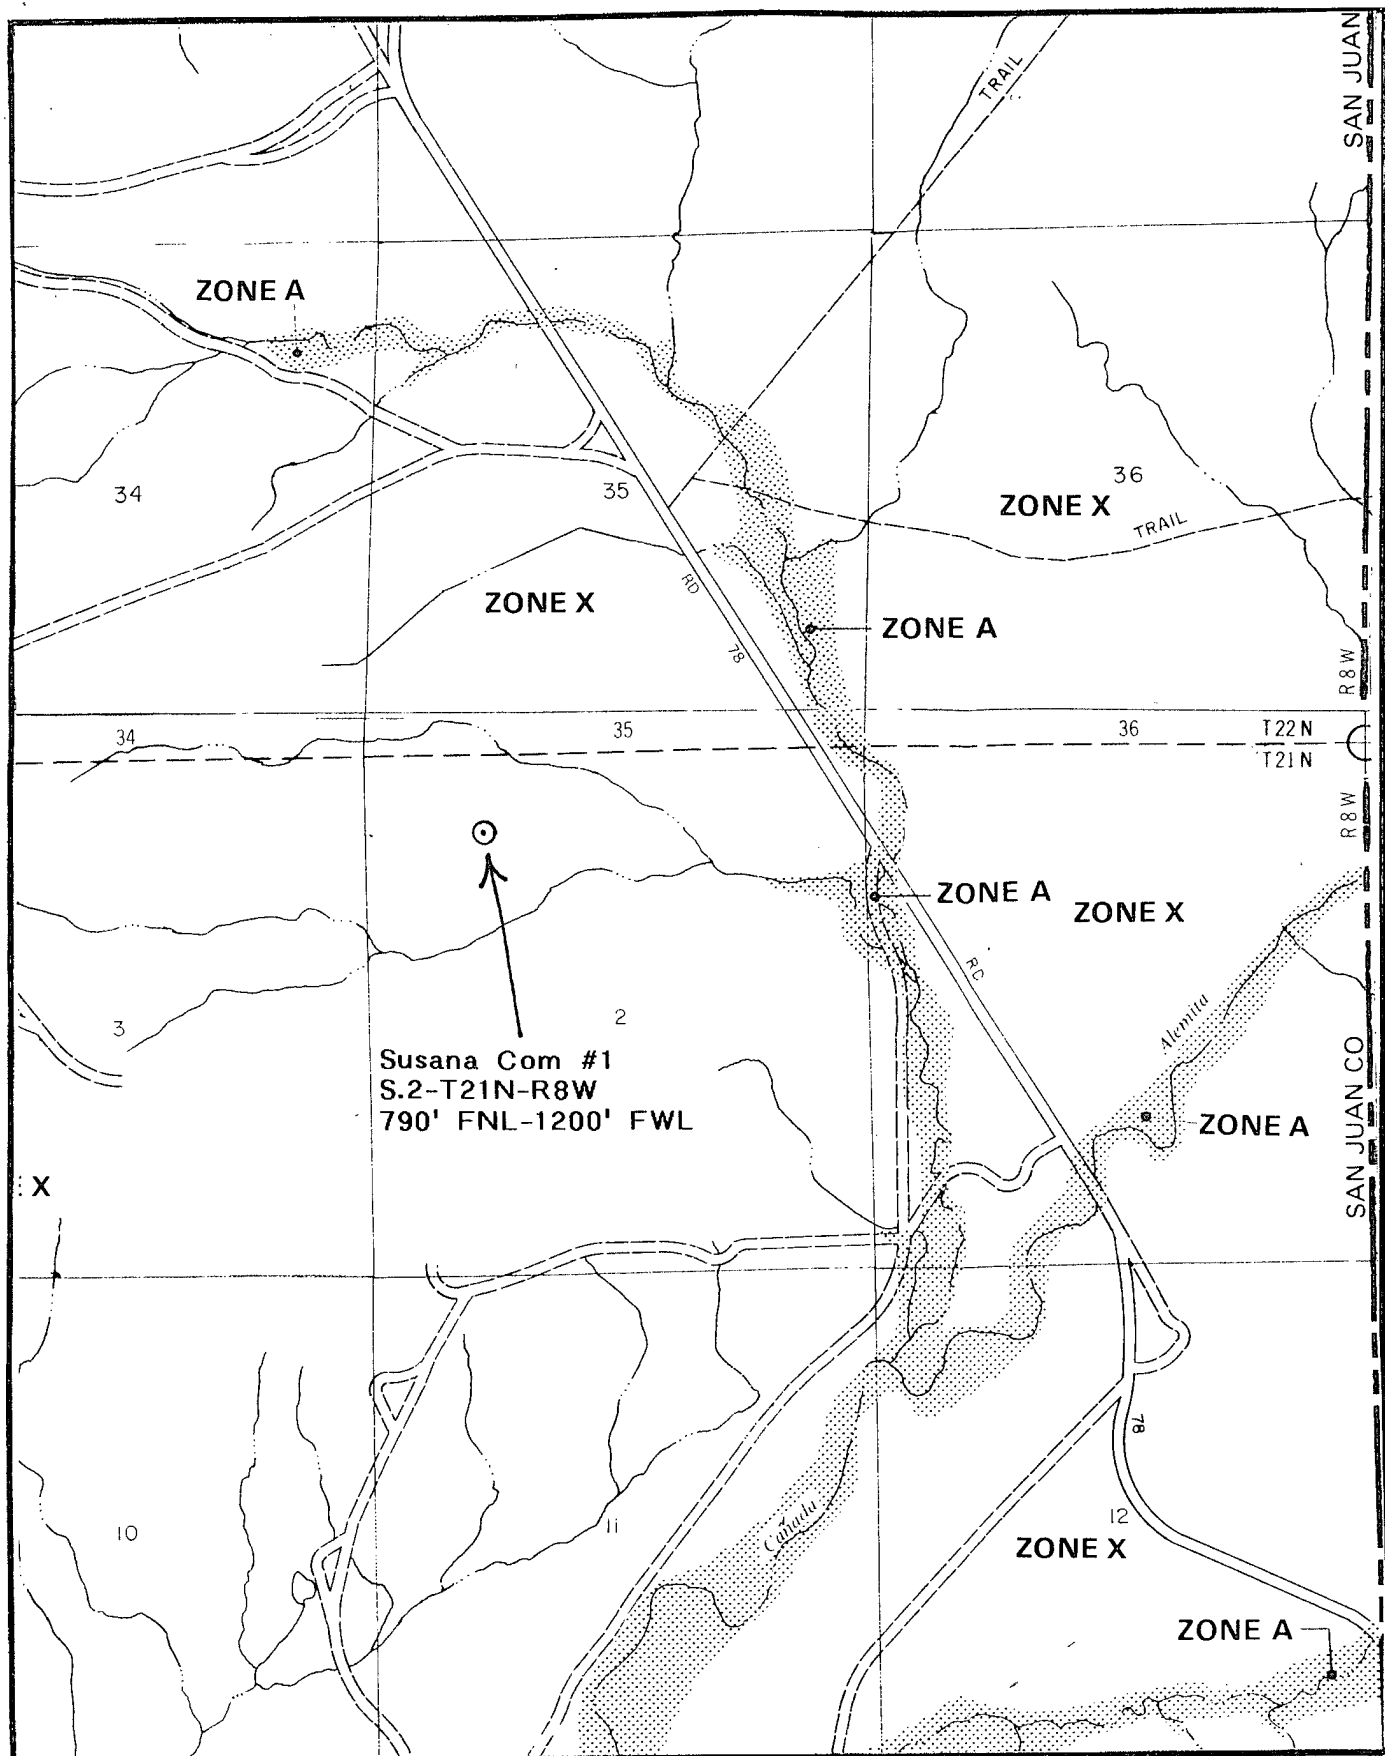 SAN JUAN
TRAIL
ZONE A
34
35
36
ZONE X
TRAIL
ZONE X
RD
78
ZONE A
R8W
34
35
36
T22N
T21N
R8W
ZONE A
ZONE X
RD
Alemita
3
2
Susana Com #1
S.2-T21N-R8W
790' FNL-1200' FWL
ZONE A
SAN JUAN CO
X
78
10
11
Cañada
12
ZONE X
ZONE A